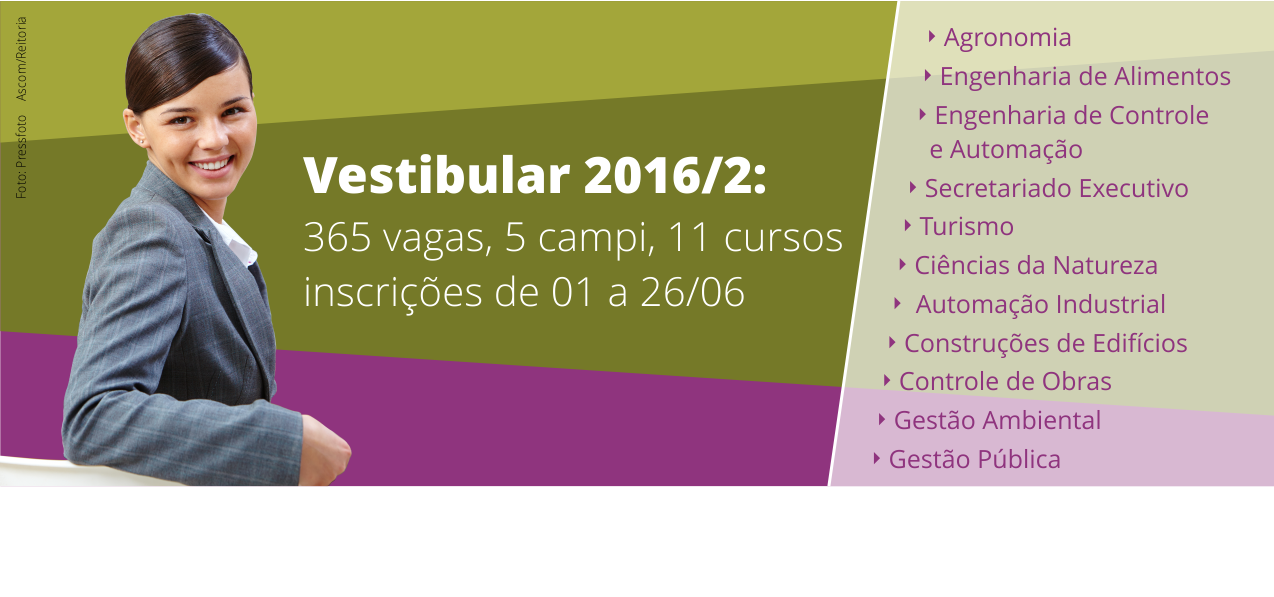 Foto: Pressfoto Ascom/Reitoria
Vestibular 2016/2:
365 vagas, 5 campi, 11 cursos
inscrições de 01 a 26/06
Agronomia
Engenharia de Alimentos
Engenharia de Controle
e Automação
Secretariado Executivo
Turismo
Ciências da Natureza
Automação Industrial
Construções de Edifícios
Controle de Obras
Gestão Ambiental
Gestão Pública